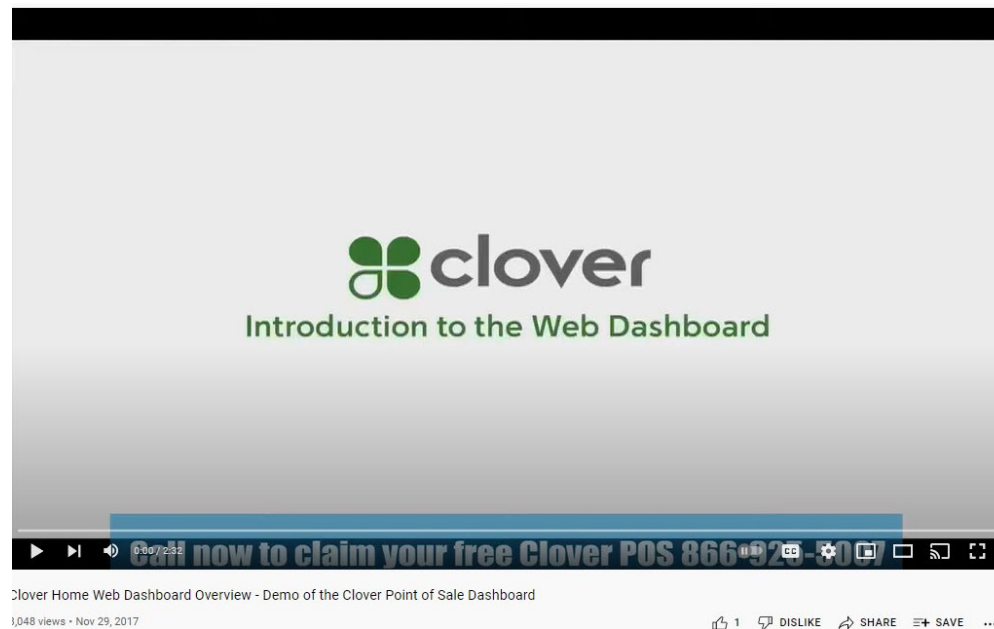 clover
Introduction to the Web Dashboard
Call now to claim your free Clover POS
0:00 / 2:32
CC
Clover Home Web Dashboard Overview - Demo of the Clover Point of Sale Dashboard
3,048 views • Nov 29, 2017
1 DISLIKE SHARE SAVE ...